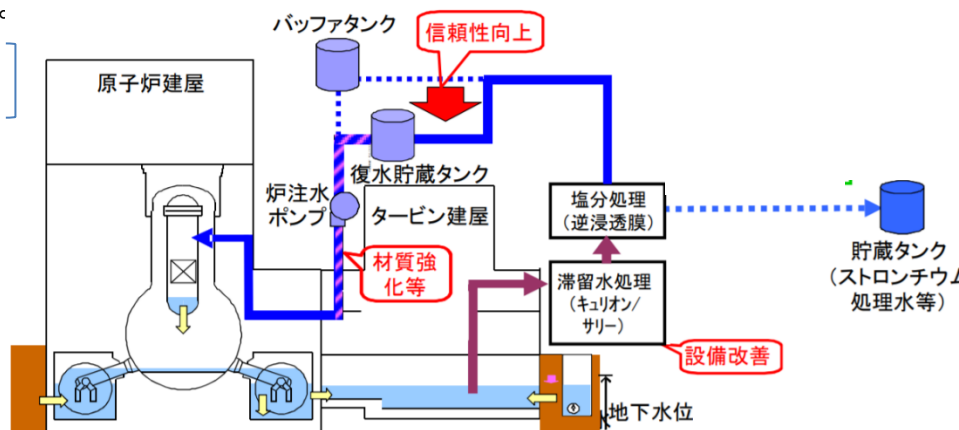 バッファタンク
信頼性向上
原子炉建屋
復水貯蔵タンク
炉注水
ポンプ
タービン建屋
塩分処理
(逆浸透膜)
材質強
化等
滞留水処理
(キュリオン/
サリー)
貯蔵タンク
(ストロンチウム
処理水等)
設備改善
地下水位